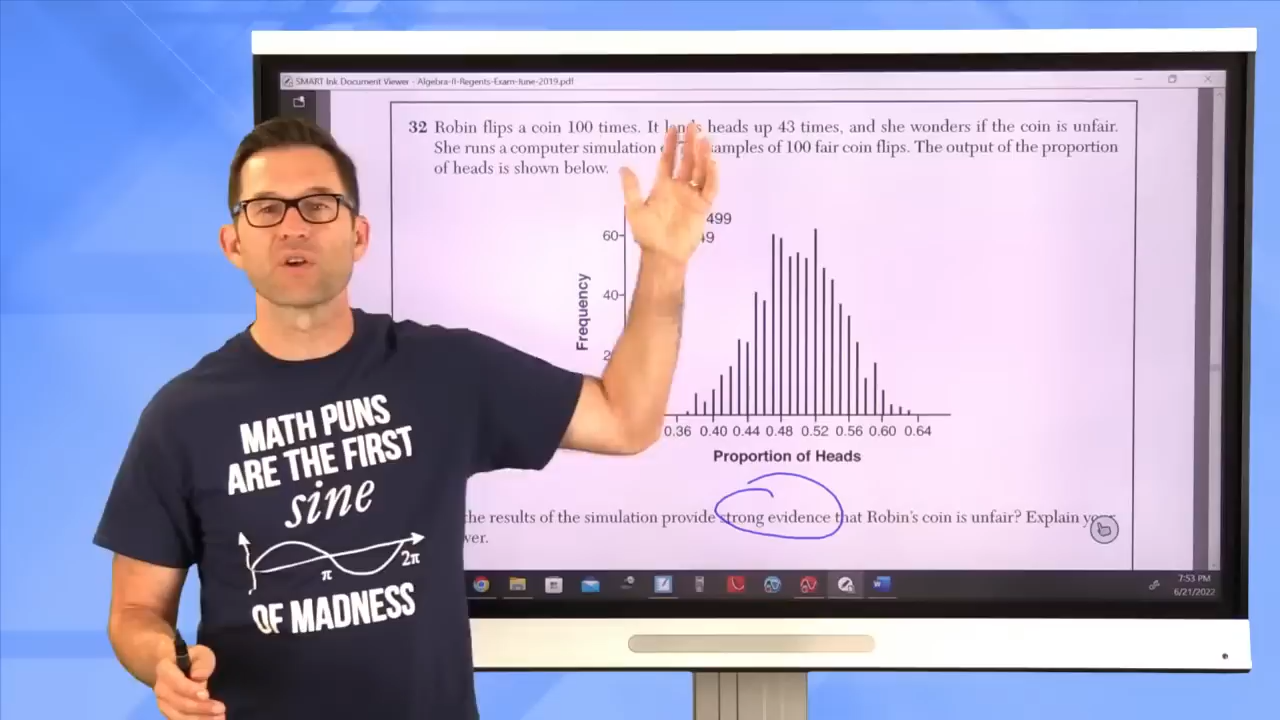 SMART Ink Document Viewer - Algebra-II-Regents-Exam-June-2019.pdf
32 Robin flips a coin 100 times. It lands heads up 43 times, and she wonders if the coin is unfair.
She runs a computer simulation samples of 100 fair coin flips. The output of the proportion
of heads is shown below.
499
60
49
40
Frequency
2
0.36 0.40 0.44 0.48 0.52 0.56 0.60 0.64
Proportion of Heads
the results of the simulation provide strong evidence that Robin's coin is unfair? Explain
wer.
7:53 PM
6/21/2022
MATH PUNS
ARE THE FIRST
sine
π 2π
OF MADNESS